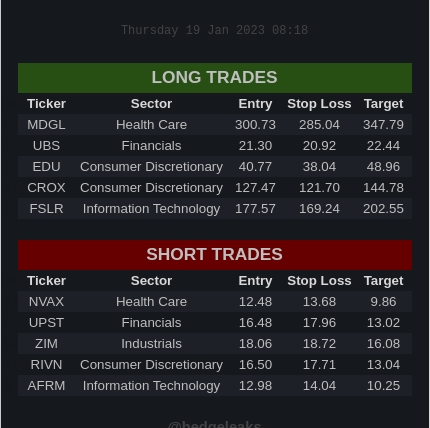 Thursday 19 Jan 2023 08:18
LONG TRADES
Ticker Sector Entry Stop Loss Target
MDGL Health Care 300.73 285.04 347.79
UBS Financials 21.30 20.92 22.44
EDU Consumer Discretionary 40.77 38.04 48.96
CROX Consumer Discretionary 127.47 121.70 144.78
FSLR Information Technology 177.57 169.24 202.55
SHORT TRADES
Ticker Sector Entry Stop Loss Target
NVAX Health Care 12.48 13.68 9.86
UPST Financials 16.48 17.96 13.02
ZIM Industrials 18.06 18.72 16.08
RIVN Consumer Discretionary 16.50 17.71 13.04
AFRM Information Technology 12.98 14.04 10.25
@hedgeleaks